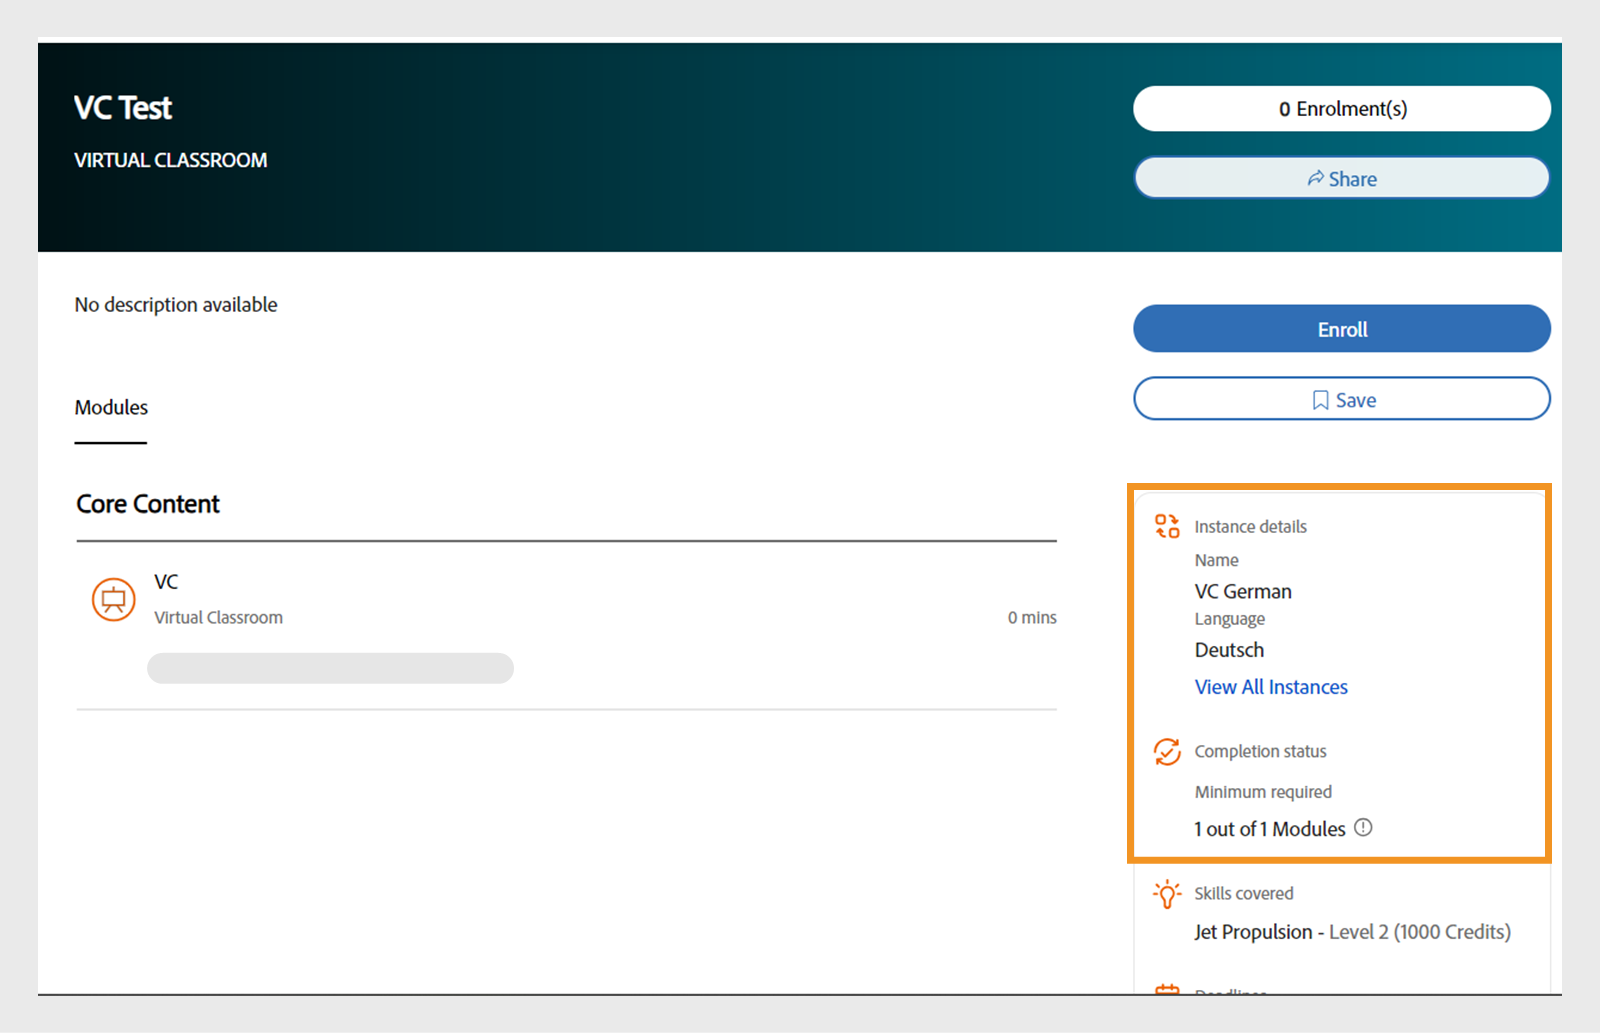 VC Test
VIRTUAL CLASSROOM
0 Enrolment(s)
Share
No description available
Enroll
Save
Modules
Core Content
VC
Virtual Classroom
0 mins
Instance details
Name
VC German
Language
Deutsch
View All Instances
Completion status
Minimum required
1 out of 1 Modules
Skills covered
Jet Propulsion - Level 2 (1000 Credits)